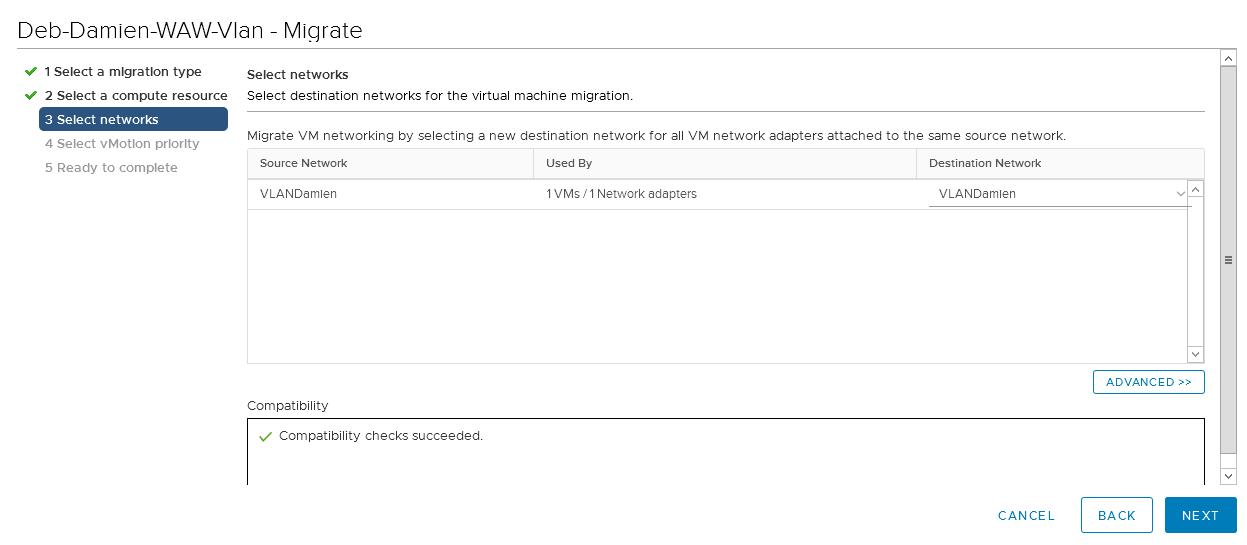 Deb-Damien-WAW-Vlan - Migrate
1 Select a migration type
2 Select a compute resource
3 Select networks
4 Select vMotion priority
5 Ready to complete
Select networks
Select destination networks for the virtual machine migration.
Migrate VM networking by selecting a new destination network for all VM network adapters attached to the same source network.
Source Network Used By Destination Network
VLANDamien 1 VMs / 1 Network adapters VLANDamien
ADVANCED >>
Compatibility
Compatibility checks succeeded.
CANCEL BACK NEXT